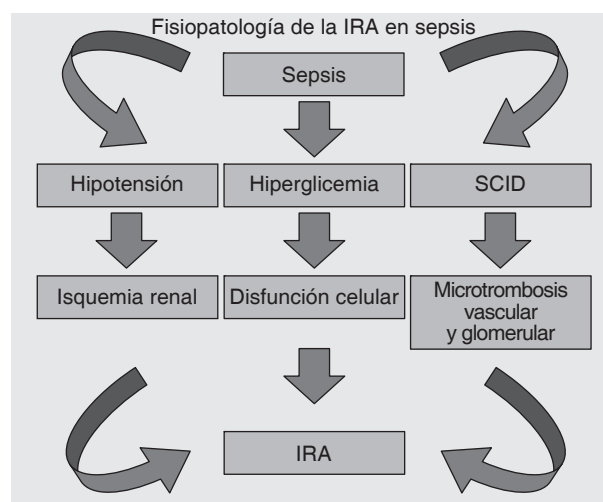 Fisiopatología de la IRA en sepsis
Sepsis
Hipotensión
Hiperglicemia
SCID
Isquemia renal
Disfunción celular
Microtrombosis
vascular
y glomerular
IRA